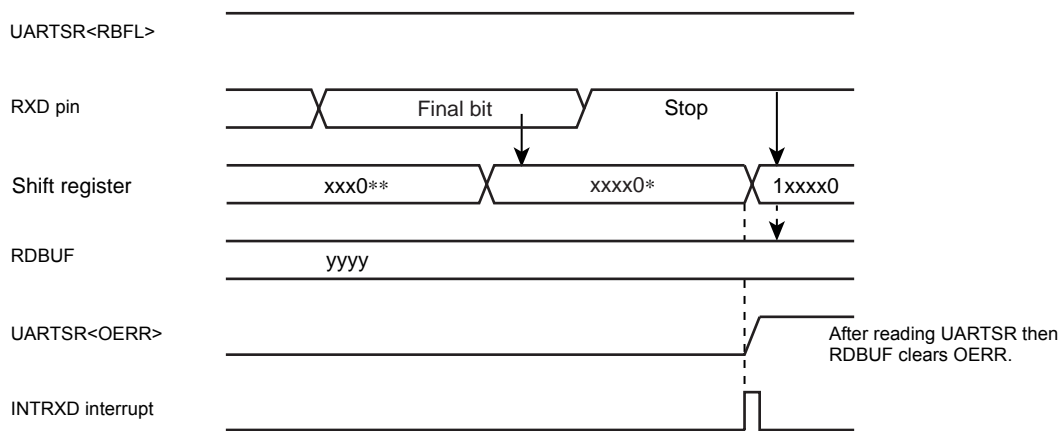 UARTSR<RBFL>
RXD pin
Final bit
Stop
Shift register
xxx0**
xxxx0*
1xxxx0
RDBUF
yyyy
UARTSR<OERR>
After reading UARTSR then
RDBUF clears OERR.
INTRXD interrupt